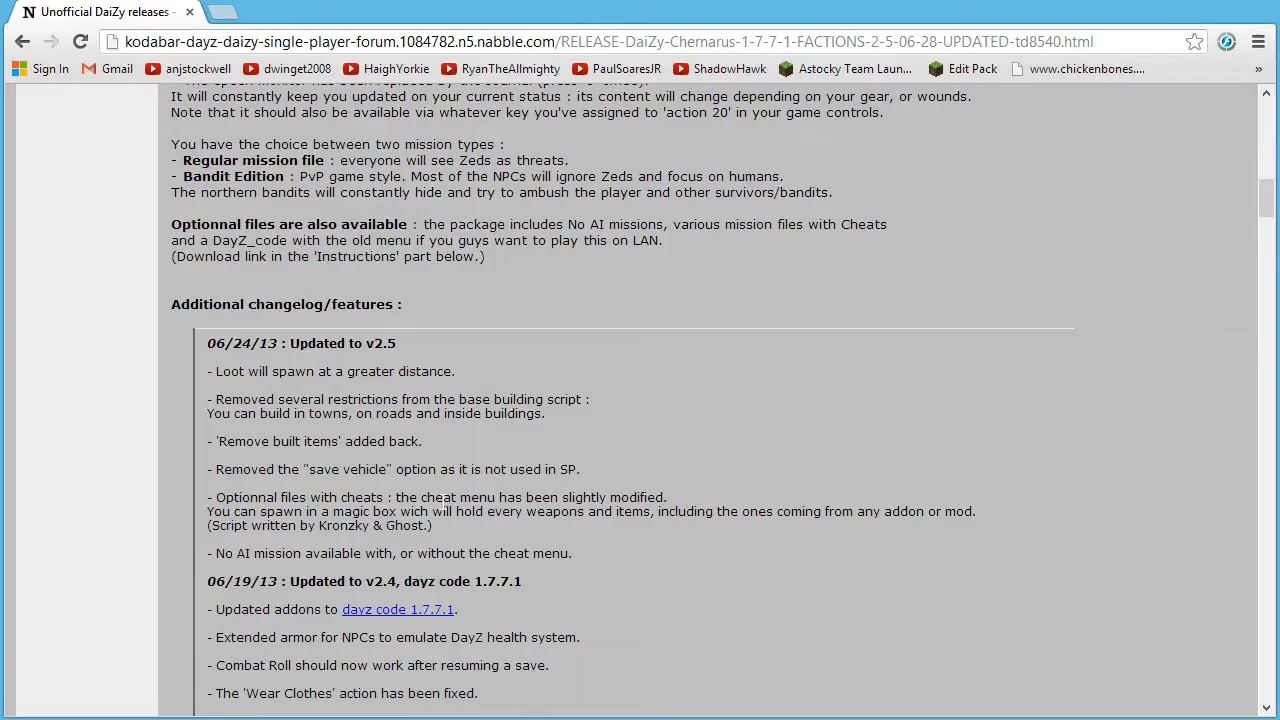 Unofficial DaiZy releases -
kodabar-dayz-daizy-single-player-forum.1084782.n5.nabble.com/RELEASE-DaiZy-Chernarus-1-7-7-1-FACTIONS-2-5-06-28-UPDATED-td8540.html
Sign In Gmail anjstockwell dwinget2008 HaighYorkie RyanTheAllmighty PaulSoaresJR ShadowHawk Astocky Team Laun... Edit Pack www.chickenbones.... »
It will constantly keep you updated on your current status : its content will change depending on your gear, or wounds.
Note that it should also be available via whatever key you've assigned to 'action 20' in your game controls.
You have the choice between two mission types :
- Regular mission file : everyone will see Zeds as threats.
- Bandit Edition : PvP game style. Most of the NPCs will ignore Zeds and focus on humans.
The northern bandits will constantly hide and try to ambush the player and other survivors/bandits.
Optionnal files are also available : the package includes No AI missions, various mission files with Cheats
and a DayZ_code with the old menu if you guys want to play this on LAN.
(Download link in the 'Instructions' part below.)
Additional changelog/features :
06/24/13 : Updated to v2.5
- Loot will spawn at a greater distance.
- Removed several restrictions from the base building script :
You can build in towns, on roads and inside buildings.
- 'Remove built items' added back.
- Removed the "save vehicle" option as it is not used in SP.
- Optionnal files with cheats : the cheat menu has been slightly modified.
You can spawn in a magic box wich will hold every weapons and items, including the ones coming from any addon or mod.
(Script written by Kronzky & Ghost.)
- No AI mission available with, or without the cheat menu.
06/19/13 : Updated to v2.4, dayz code 1.7.7.1
- Updated addons to dayz code 1.7.7.1.
- Extended armor for NPCs to emulate DayZ health system.
- Combat Roll should now work after resuming a save.
- The 'Wear Clothes' action has been fixed.